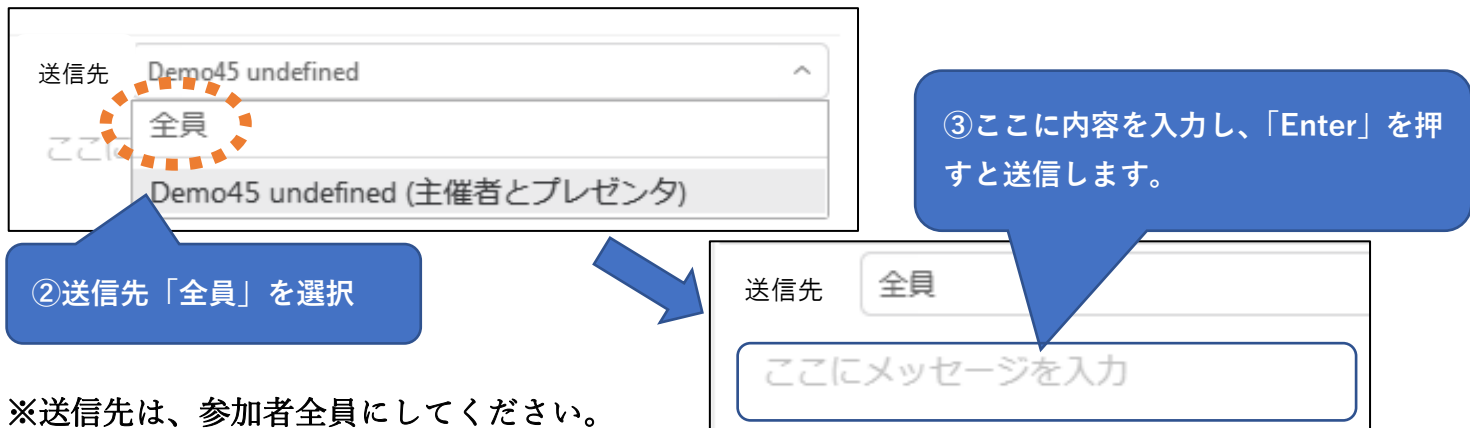 送信先 Demo45 undefined
全員
ここに
Demo45 undefined (主催者とプレゼンタ)
②送信先「全員」を選択
③ここに内容を入力し、「Enter」を押
すと送信します。
送信先 全員
ここにメッセージを入力
※送信先は、参加者全員にしてください。